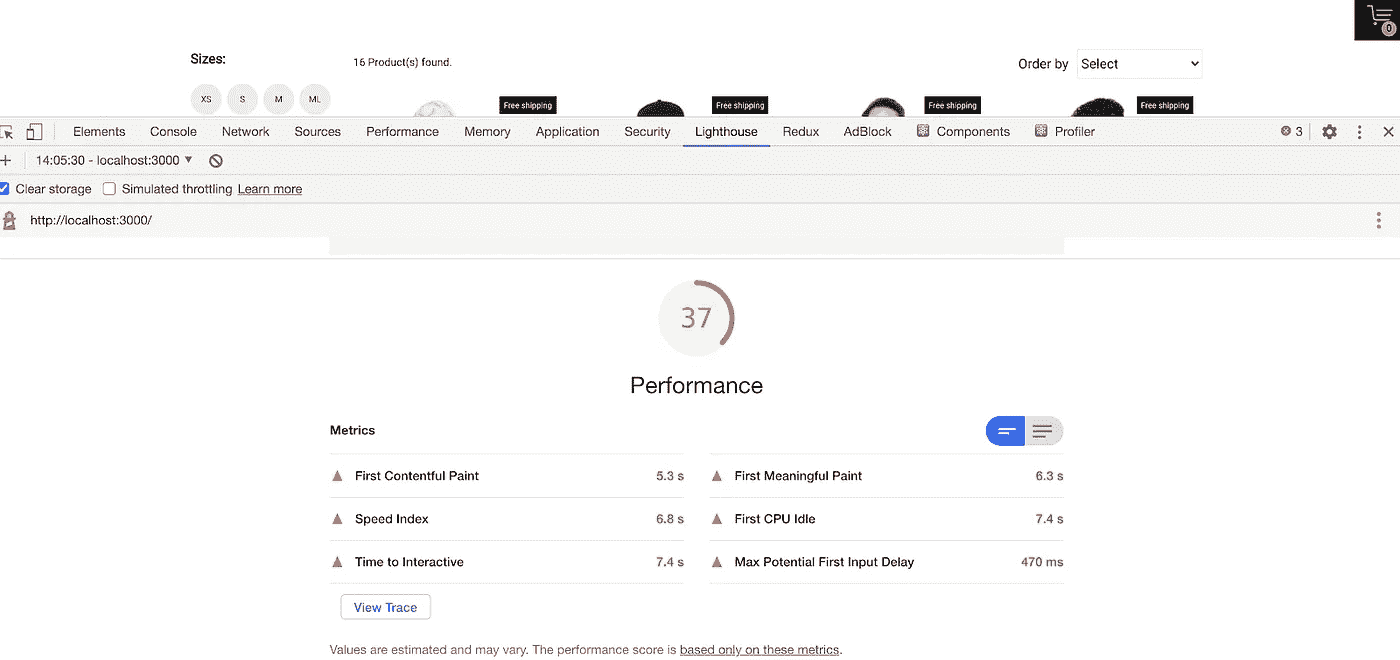 0
Sizes:
16 Product(s) found.
Order by Select
XS S M ML
Free shipping Free shipping Free shipping Free shipping
Elements Console Network Sources Performance Memory Application Security Lighthouse Redux AdBlock Components Profiler 3
14:05:30 - localhost:3000
Clear storage Simulated throttling Learn more
http://localhost:3000/
37
Performance
Metrics
First Contentful Paint 5.3 s First Meaningful Paint 6.3 s
Speed Index 6.8 s First CPU Idle 7.4 s
Time to Interactive 7.4 s Max Potential First Input Delay 470 ms
View Trace
Values are estimated and may vary. The performance score is based only on these metrics.